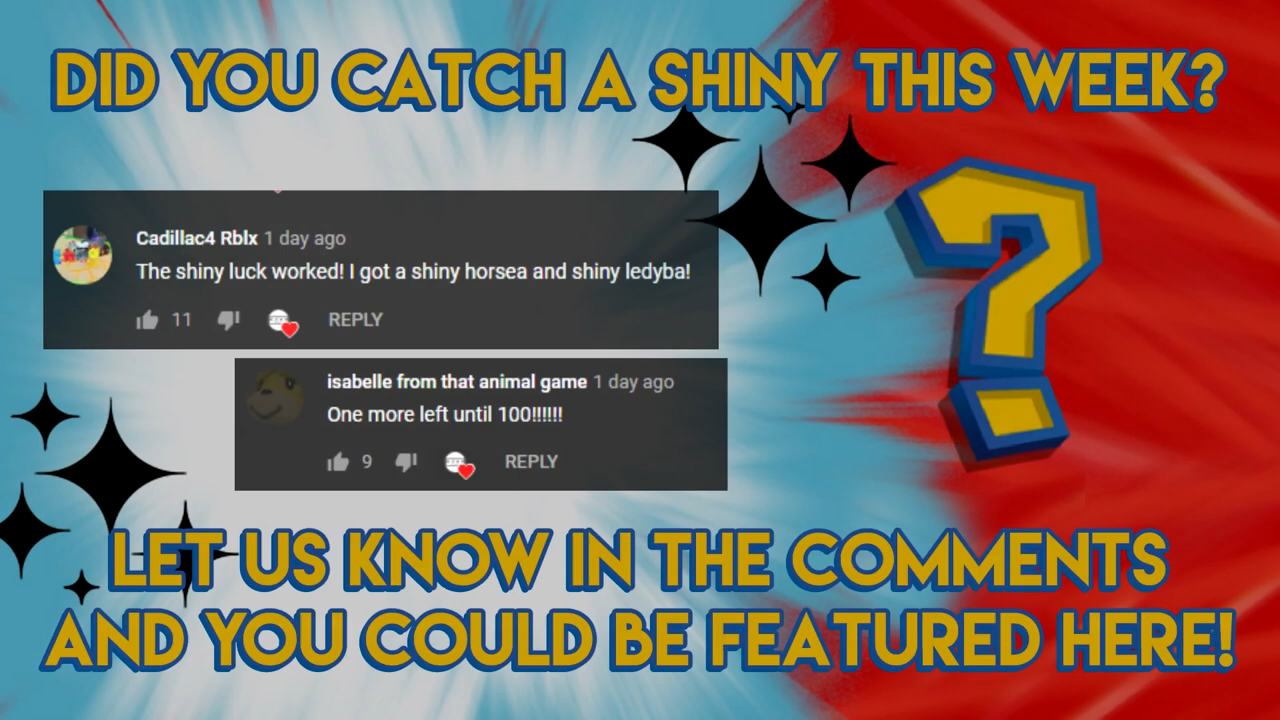 DID YOU CATCH A SHINY THIS WEEK?
Cadillac4 Rblx 1 day ago
The shiny luck worked! I got a shiny horsea and shiny ledyba!
11 REPLY
isabelle from that animal game 1 day ago
One more left until 100!!!!!!
9 REPLY
?
LET US KNOW IN THE COMMENTS
AND YOU COULD BE FEATURED HERE!